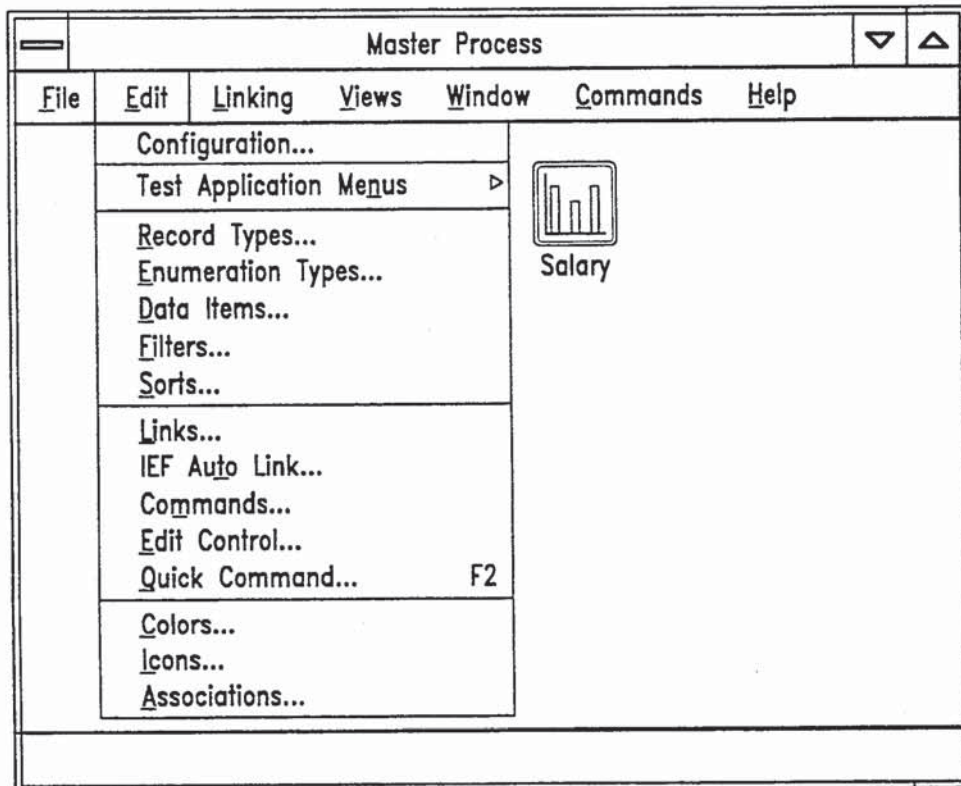 Master Process
File Edit Linking Views Window Commands Help
Configuration...
Test Application Menus
Record Types...
Enumeration Types...
Data Items...
Filters...
Sorts...
Links...
IEF Auto Link...
Commands...
Edit Control...
Quick Command... F2
Colors...
Icons...
Associations...
Salary